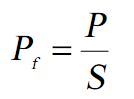 P_f = P/S